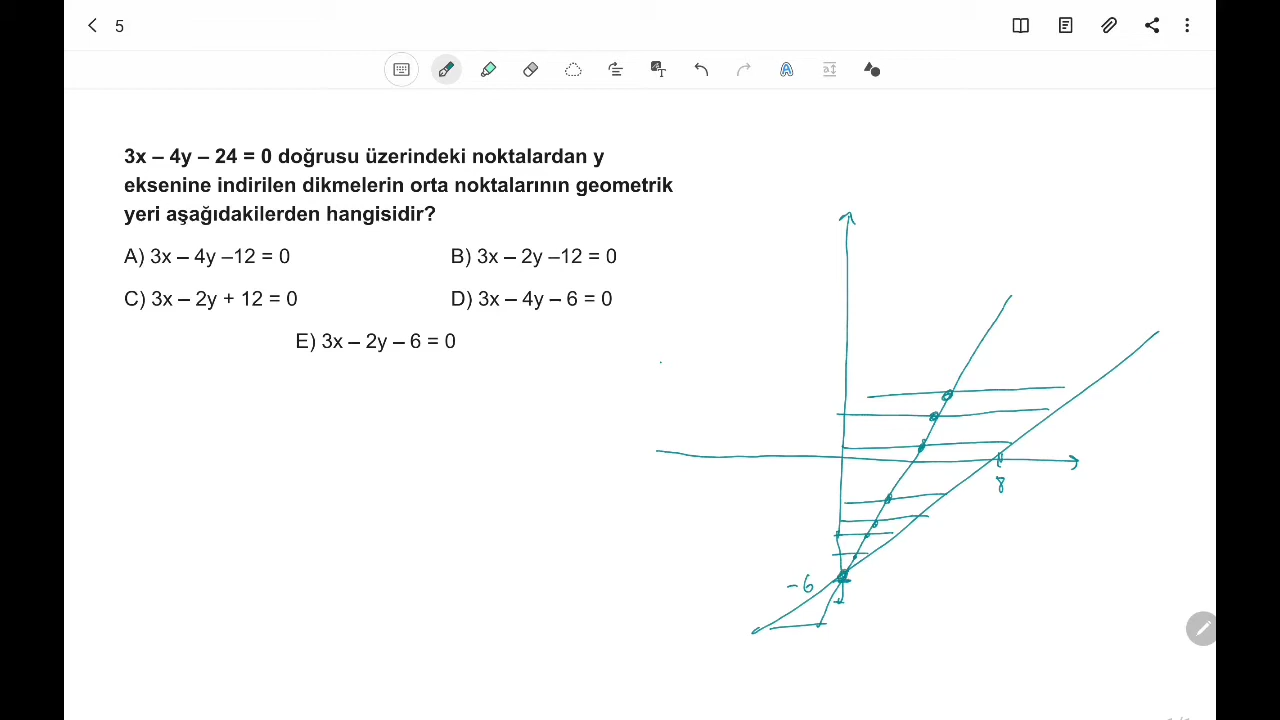 5
3x – 4y – 24 = 0 doğrusu üzerindeki noktalardan y
eksenine indirilen dikmelerin orta noktalarının geometrik
yeri aşağıdakilerden hangisidir?
A) 3x – 4y –12 = 0 B) 3x – 2y –12 = 0
C) 3x – 2y + 12 = 0 D) 3x – 4y – 6 = 0
E) 3x – 2y – 6 = 0
8
-6